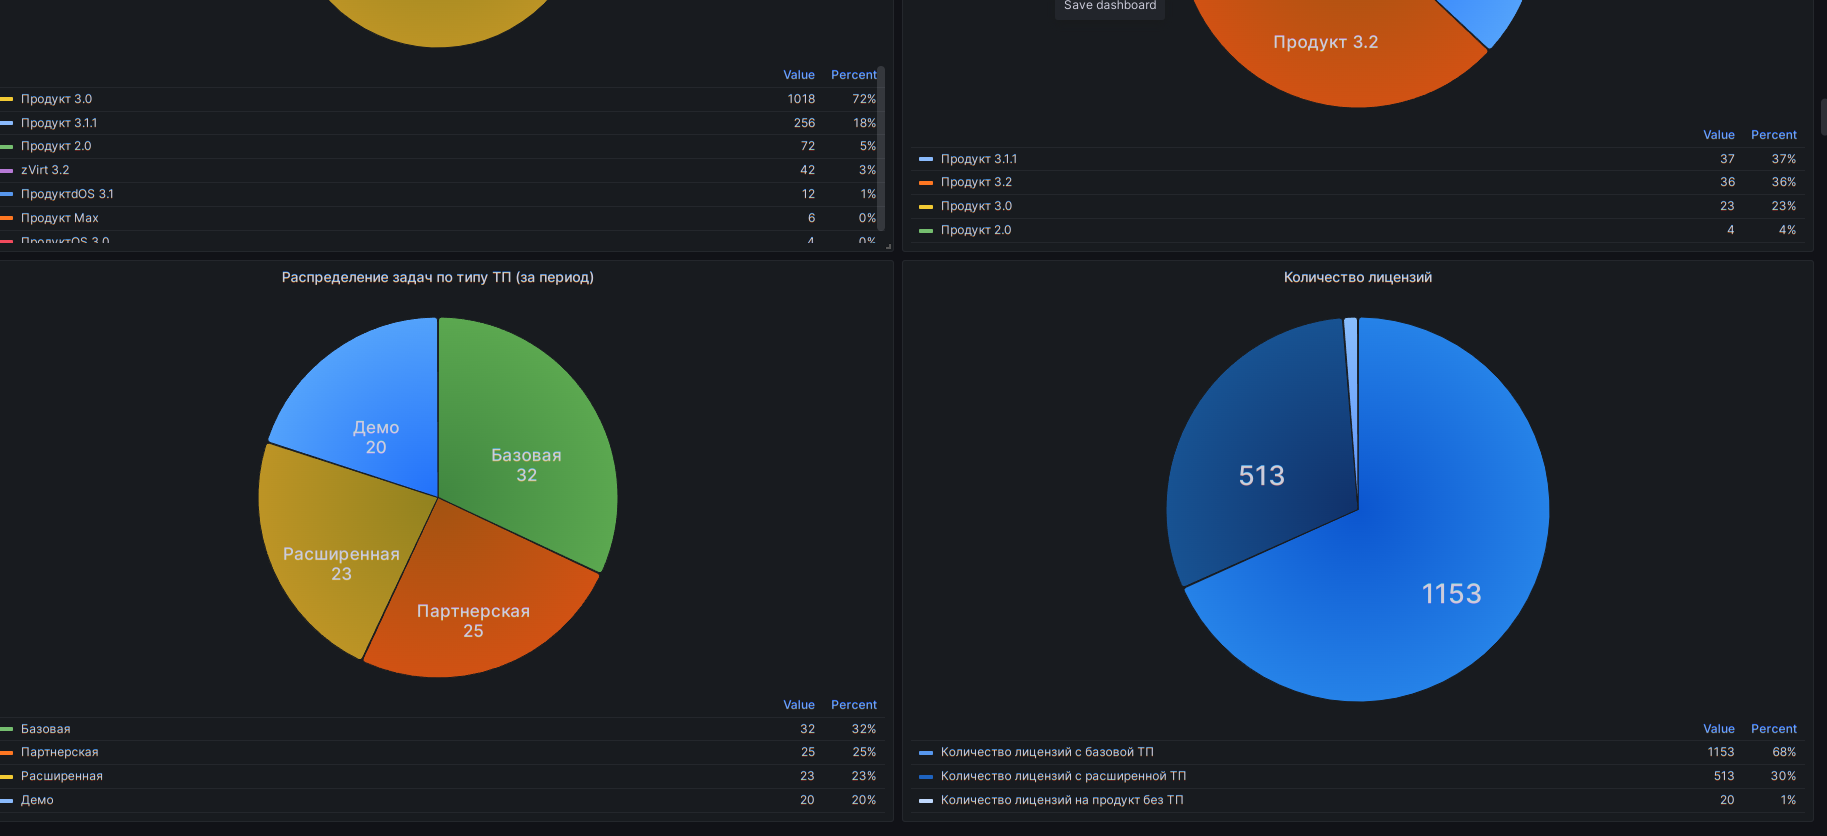 Save dashboard
Продукт 3.2
Value Percent
Продукт 3.0 1018 72%
Продукт 3.1.1 256 18%
Продукт 2.0 72 5%
zVirt 3.2 42 3%
ПродуктdOS 3.1 12 1%
Продукт Max 6 0%
ПродуктOS 3.0 4 0%
Value Percent
Продукт 3.1.1 37 37%
Продукт 3.2 36 36%
Продукт 3.0 23 23%
Продукт 2.0 4 4%
Распределение задач по типу ТП (за период)
Демо
20
Базовая
32
Расширенная
23
Партнерская
25
Value Percent
Базовая 32 32%
Партнерская 25 25%
Расширенная 23 23%
Демо 20 20%
Количество лицензий
513
1153
Value Percent
Количество лицензий с базовой ТП 1153 68%
Количество лицензий с расширенной ТП 513 30%
Количество лицензий на продукт без ТП 20 1%